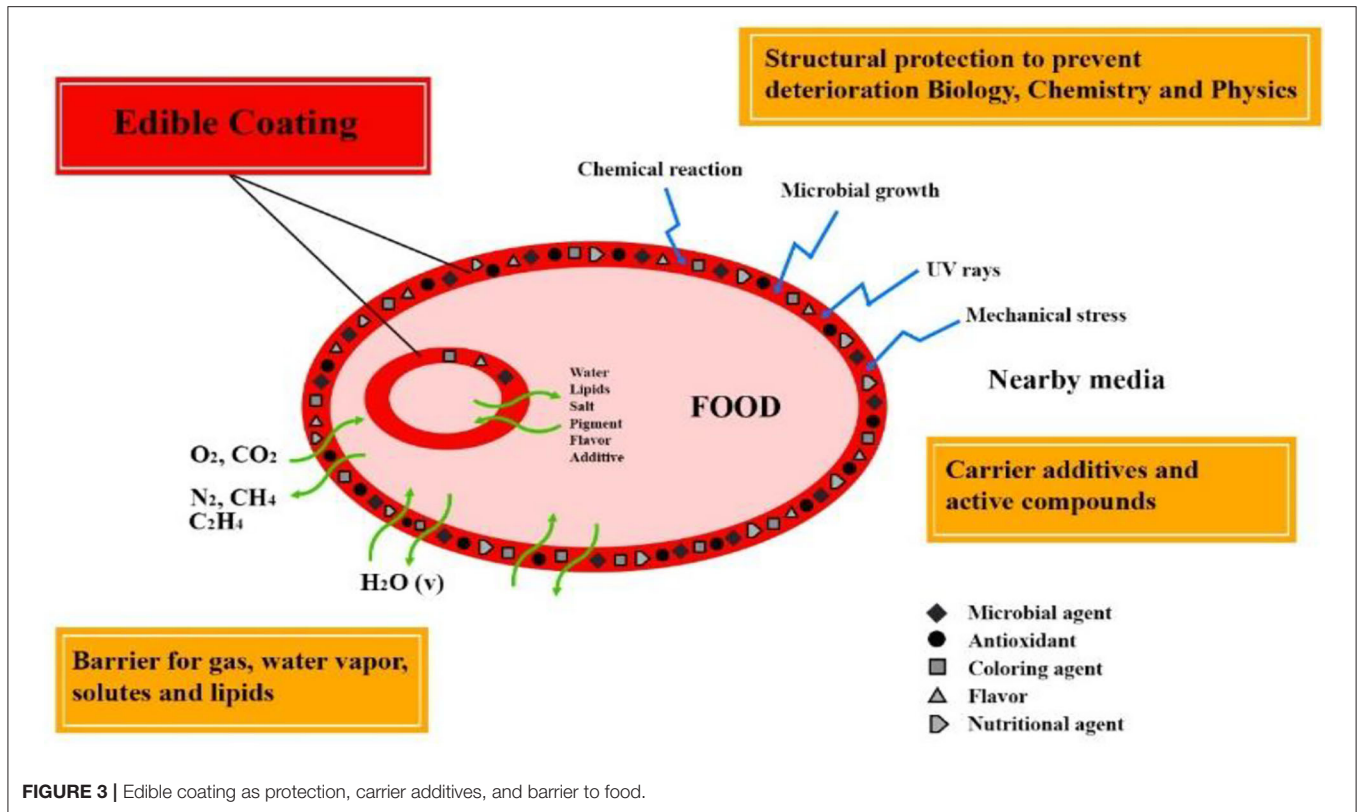 Structural protection to prevent
deterioration Biology, Chemistry and Physics
Edible Coating
Chemical reaction
Microbial growth
UV rays
Mechanical stress
Nearby media
Water
Lipids
Salt
Pigment
Flavor
Additive
FOOD
O₂, CO₂
N₂, CH₄
C₂H₄
H₂O (v)
Carrier additives and
active compounds
Barrier for gas, water vapor,
solutes and lipids
Microbial agent
Antioxidant
Coloring agent
Flavor
Nutritional agent
FIGURE 3 | Edible coating as protection, carrier additives, and barrier to food.